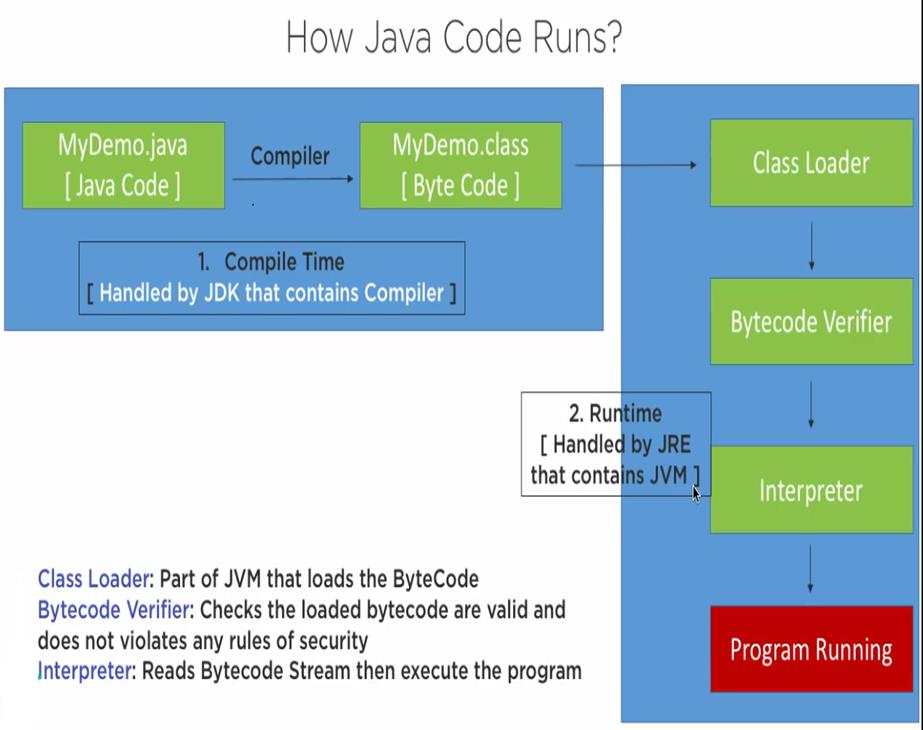 How Java Code Runs?
MyDemo.java
[ Java Code ]
Compiler
MyDemo.class
[ Byte Code ]
1. Compile Time
[ Handled by JDK that contains Compiler ]
Class Loader
Bytecode Verifier
2. Runtime
[ Handled by JRE
that contains JVM ]
Interpreter
Program Running
Class Loader: Part of JVM that loads the ByteCode
Bytecode Verifier: Checks the loaded bytecode are valid and
does not violates any rules of security
Interpreter: Reads Bytecode Stream then execute the program